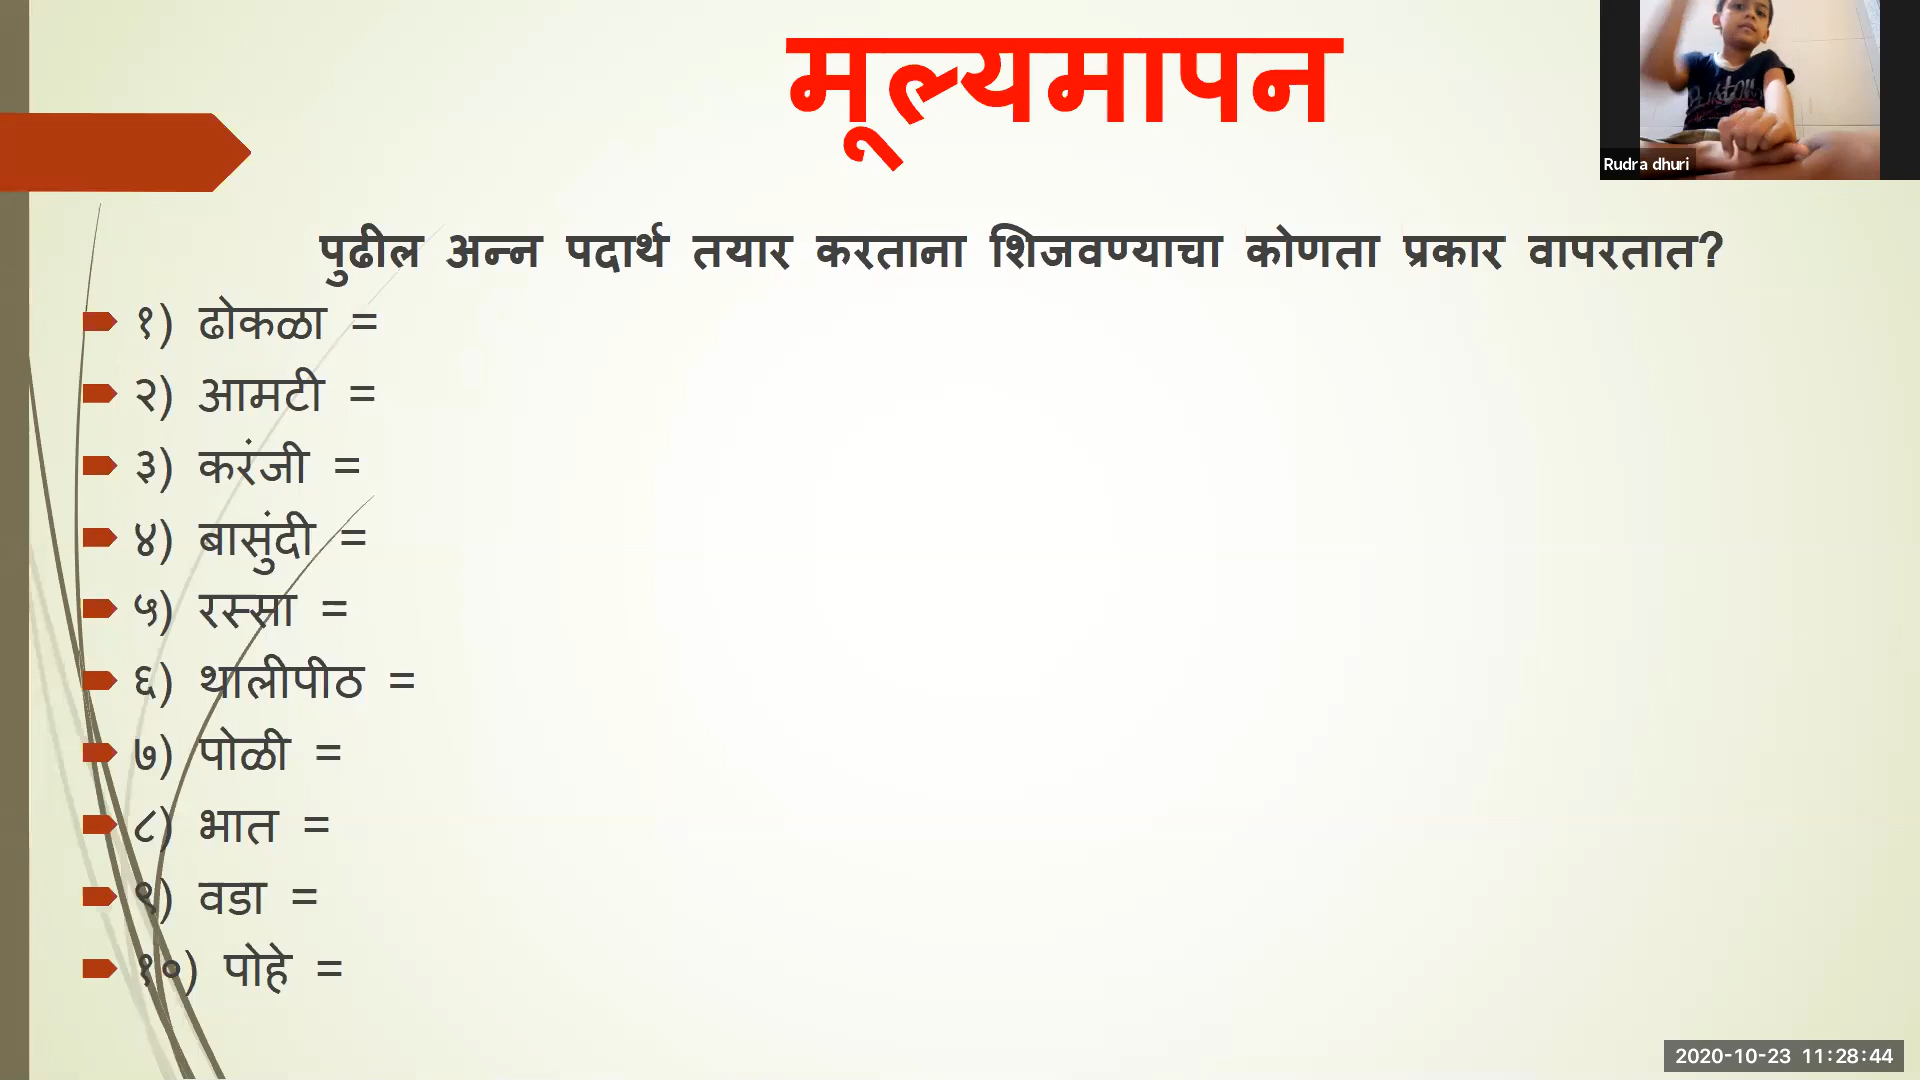 मूल्यमापन
Rudra dhuri
पुढील अन्न पदार्थ तयार करताना शिजवण्याचा कोणता प्रकार वापरतात?
१) ढोकळा =
२) आमटी =
३) करंजी =
४) बासुंदी =
५) रस्सा =
६) थालीपीठ =
७) पोळी =
८) भात =
९) वडा =
१०) पोहे =
2020-10-23 11:28:44